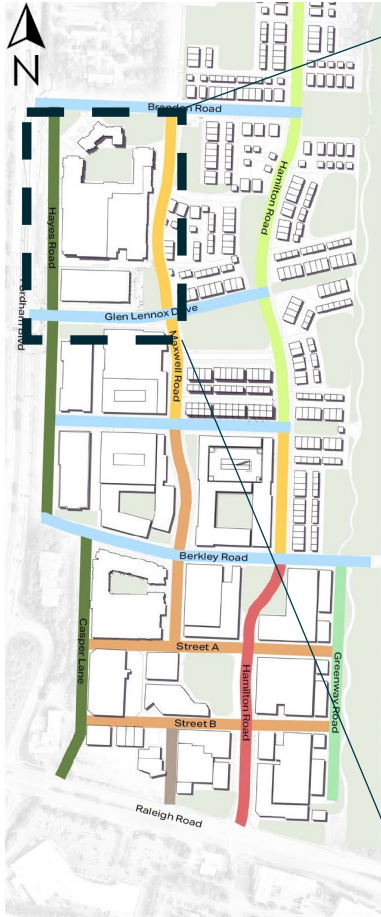 N
Brandon Road
Hamilton Road
Hayes Road
Fordham Blvd
Glen Lennox Drive
Maxwell Road
Berkley Road
Casper Lane
Street A
Greenway Road
Hamilton Road
Street B
Raleigh Road